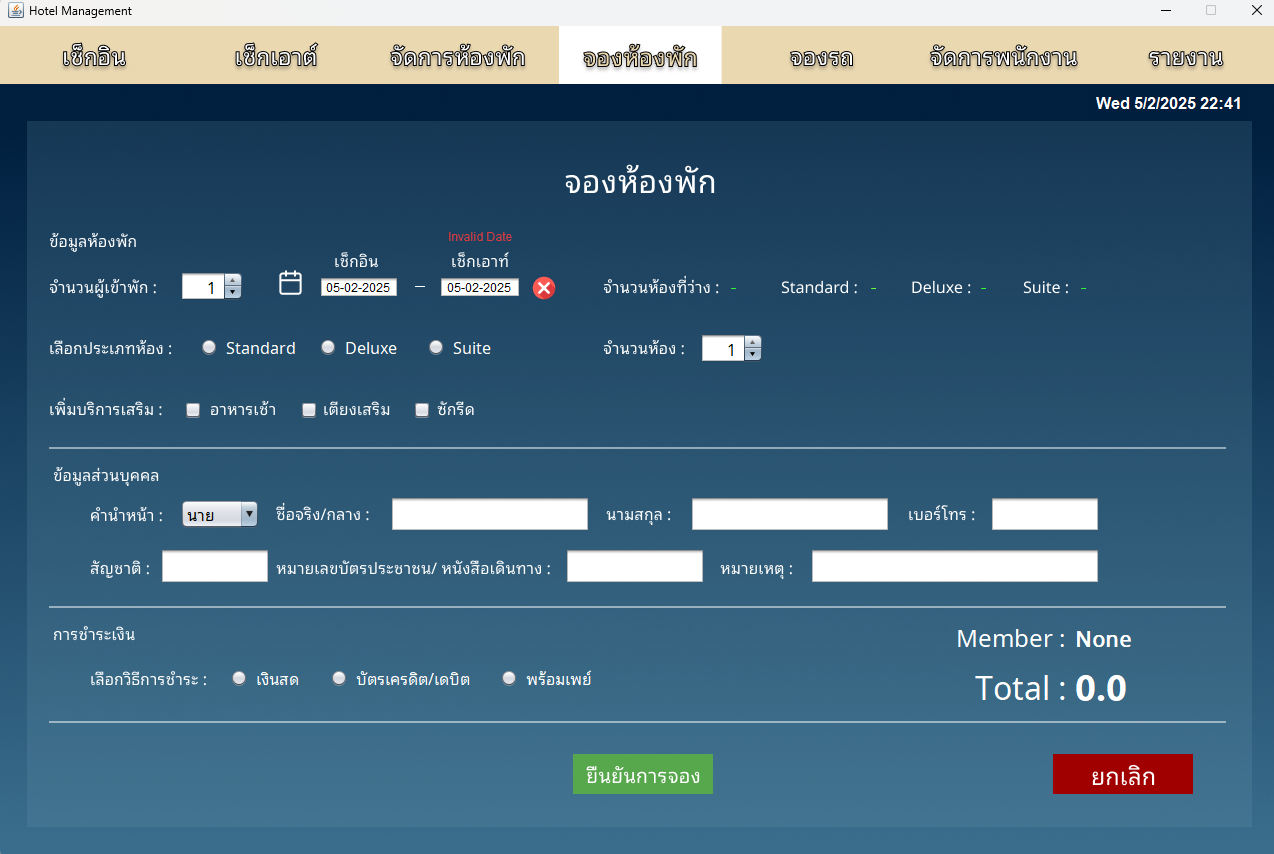 Hotel Management
เช็กอิน เช็กเอาต์ จัดการห้องพัก จองห้องพัก จองรถ จัดการพนักงาน รายงาน
Wed 5/2/2025 22:41
จองห้องพัก
ข้อมูลห้องพัก
Invalid Date
เช็กอิน เช็กเอาท์
จำนวนผู้เข้าพัก : 1 05-02-2025 – 05-02-2025 จำนวนห้องที่ว่าง : - Standard : - Deluxe : - Suite : -
เลือกประเภทห้อง : Standard Deluxe Suite จำนวนห้อง : 1
เพิ่มบริการเสริม : อาหารเช้า เตียงเสริม ซักรีด
ข้อมูลส่วนบุคคล
คำนำหน้า : นาย ชื่อจริง/กลาง : นามสกุล : เบอร์โทร :
สัญชาติ : หมายเลขบัตรประชาชน/ หนังสือเดินทาง : หมายเหตุ :
การชำระเงิน
Member : None
เลือกวิธีการชำระ : เงินสด บัตรเครดิต/เดบิต พร้อมเพย์
Total : 0.0
ยืนยันการจอง ยกเลิก